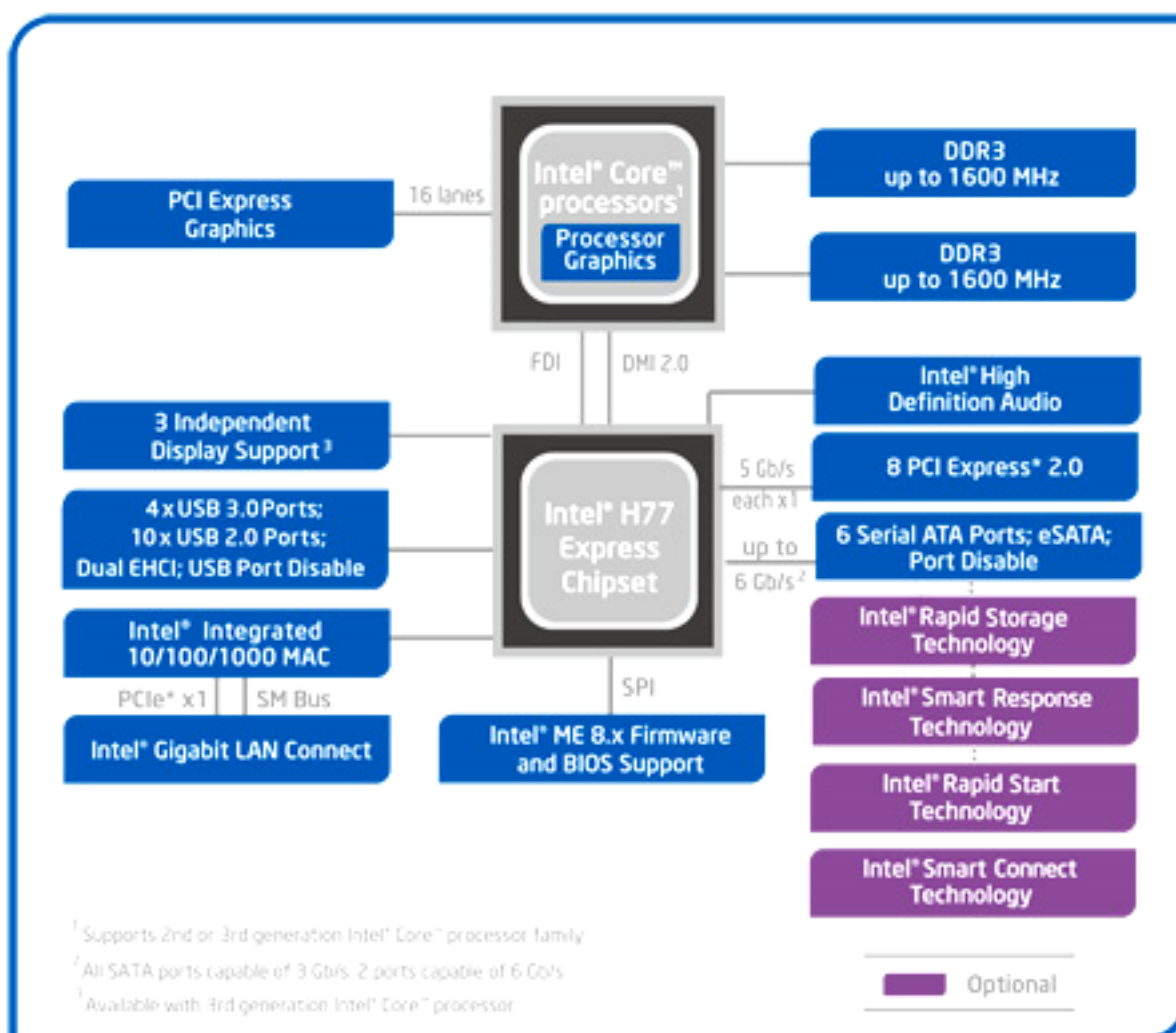 Intel® Core™
processors¹
Processor
Graphics
PCI Express
Graphics
16 lanes
DDR3
up to 1600 MHz
DDR3
up to 1600 MHz
FDI
DMI 2.0
Intel® High
Definition Audio
3 Independent
Display Support³
5 Gb/s
each x1
8 PCI Express* 2.0
4x USB 3.0 Ports;
10x USB 2.0 Ports;
Dual EHCI; USB Port Disable
Intel® H77
Express
Chipset
up to
6 Gb/s²
6 Serial ATA Ports; eSATA;
Port Disable
Intel® Integrated
10/100/1000 MAC
Intel® Rapid Storage
Technology
PCIe* x1
SM Bus
SPI
Intel® Smart Response
Technology
Intel® Gigabit LAN Connect
Intel® ME 8.x Firmware
and BIOS Support
Intel® Rapid Start
Technology
Intel® Smart Connect
Technology
¹ Supports 2nd or 3rd generation Intel® Core™ processor family
² All SATA ports capable of 3 Gb/s. 2 ports capable of 6 Gb/s
³ Available with 3rd generation Intel® Core™ processor
Optional